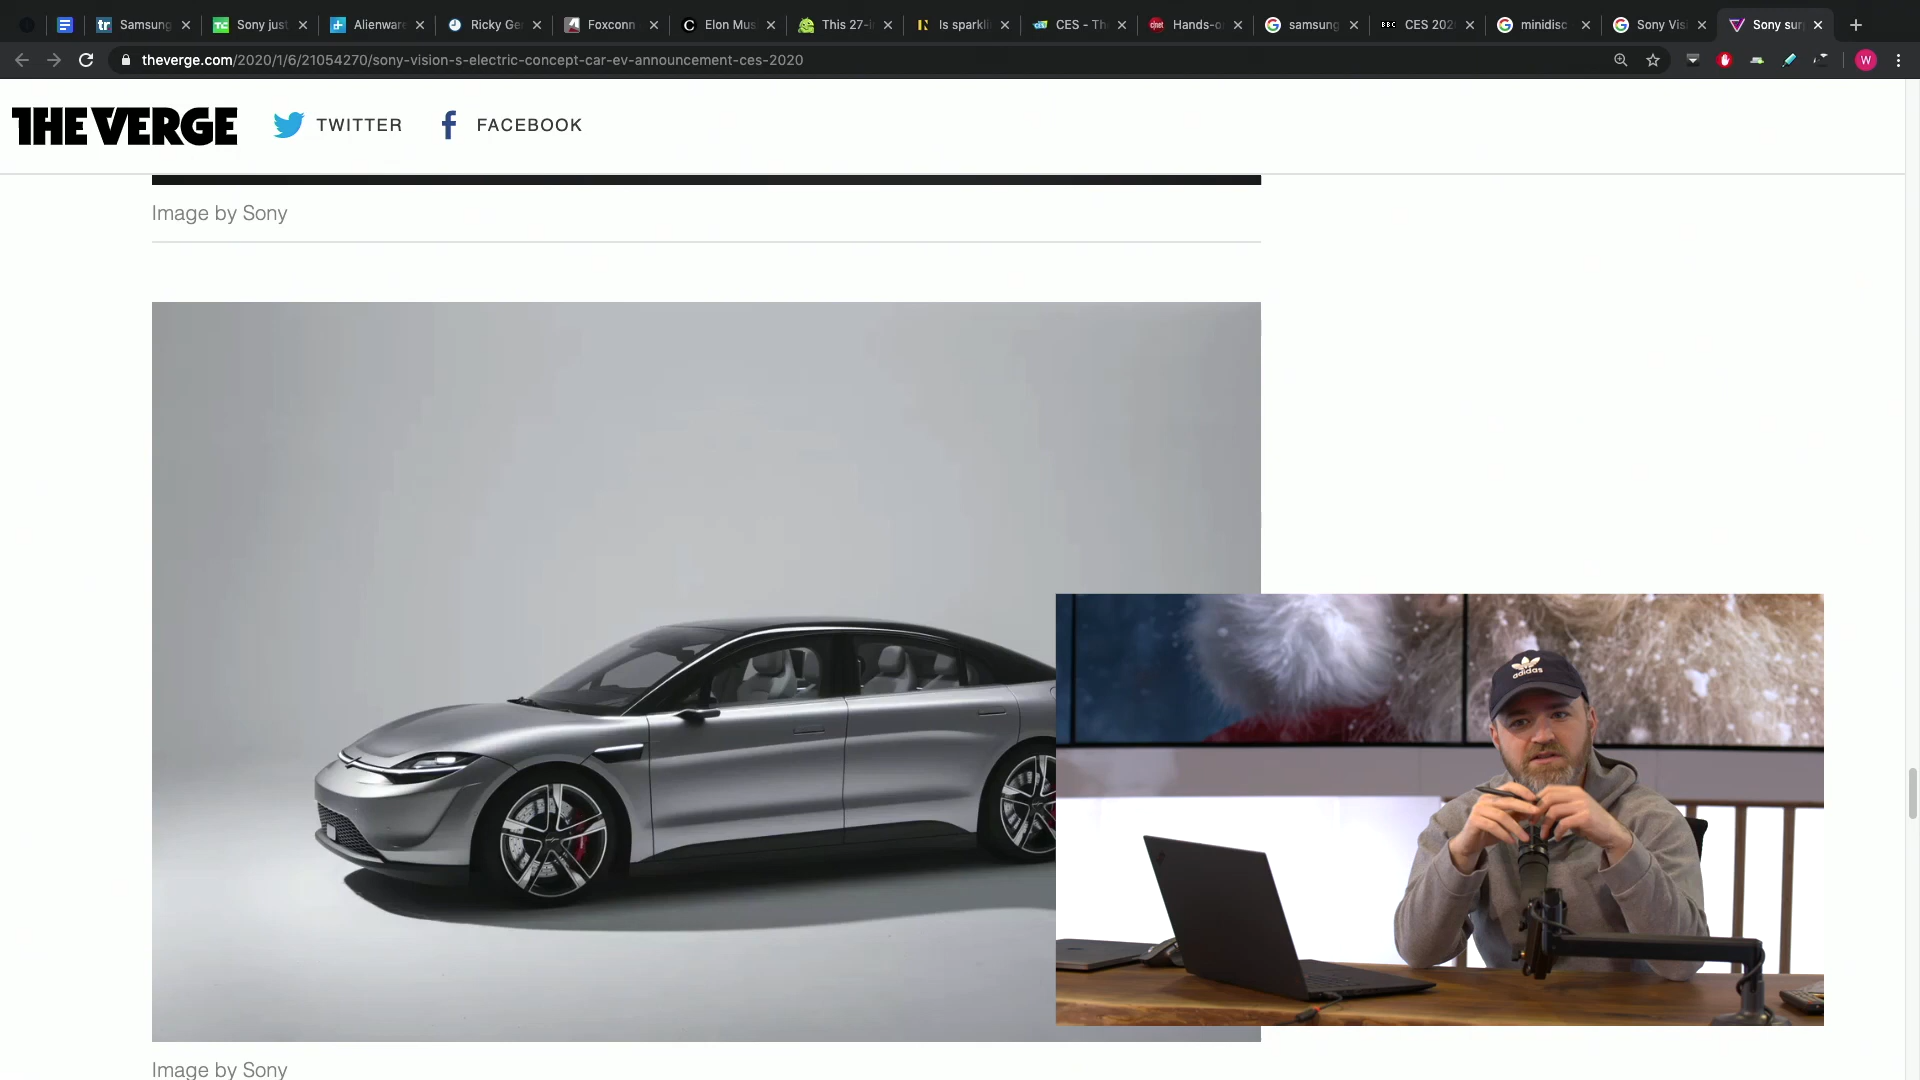 Samsung
Sony just
Alienware
Ricky Ge
Foxconn
Elon Mus
This 27-i
Is sparkli
CES - Th
Hands-o
samsung
CES 202
minidisc
Sony Visi
Sony sur
theverge.com/2020/1/6/21054270/sony-vision-s-electric-concept-car-ev-announcement-ces-2020
W
THE VERGE
TWITTER
FACEBOOK
Image by Sony
adidas
Image by Sony